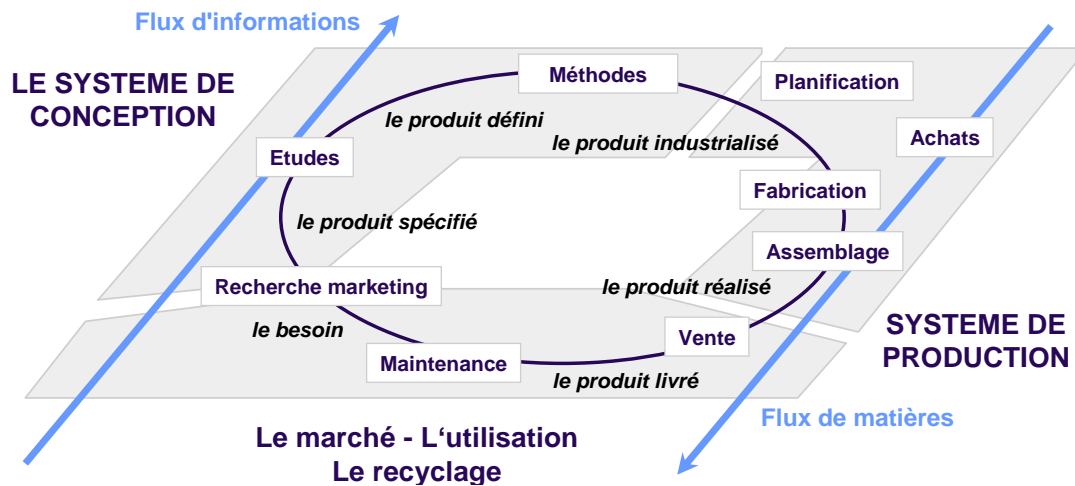 Flux d'informations
LE SYSTEME DE
CONCEPTION
Méthodes
Planification
le produit défini
le produit industrialisé
Achats
Etudes
Fabrication
le produit spécifié
Assemblage
Recherche marketing
le produit réalisé
le besoin
Vente
SYSTEME DE
PRODUCTION
Maintenance
le produit livré
Flux de matières
Le marché - L‘utilisation
Le recyclage